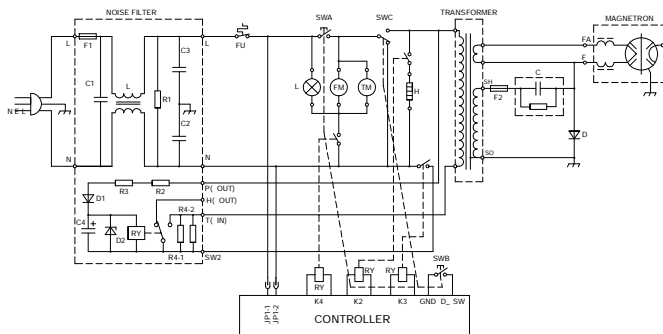 NOISE FILTER
SWA
SWC
TRANSFORMER
MAGNETRON
L
F1
C3
L
FU
FA
F
C1
L
R1
L
FM
TM
H
SH
F2
C
N E L
C2
D
N
N
SO
R3
R2
P( OUT)
D1
H( OUT)
C4
+
D2
RY
R4-2
T( IN)
R4-1
SW2
RY
RY
RY
SWB
JP1-1
JP1-2
K4
K2
K3
GND
D_ SW
CONTROLLER